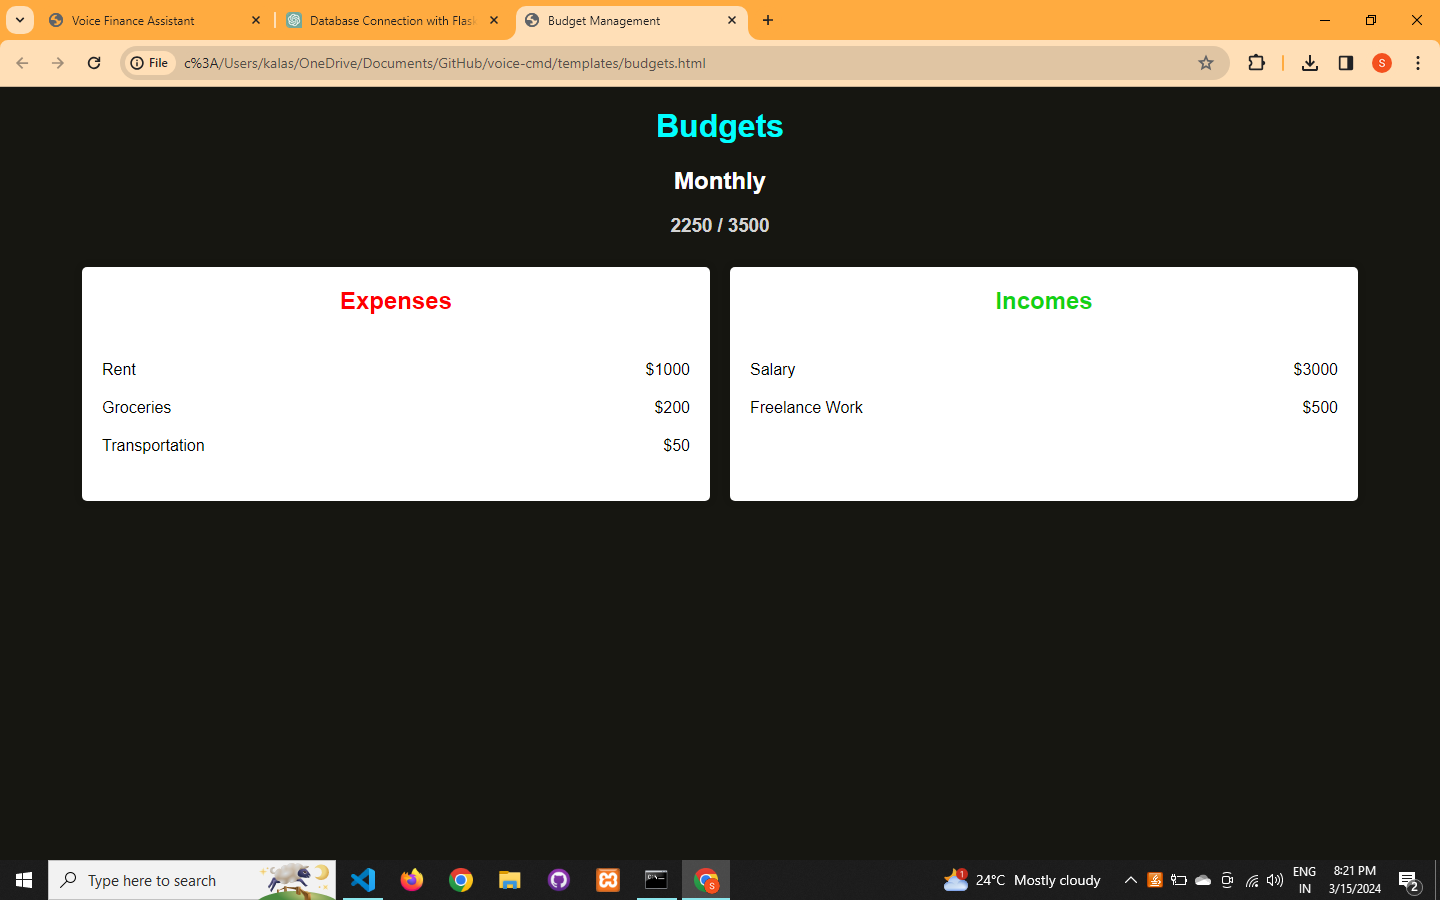 Voice Finance Assistant
Database Connection with Flask
Budget Management
File
c%3A/Users/kalas/OneDrive/Documents/GitHub/voice-cmd/templates/budgets.html
S
Budgets
Monthly
2250 / 3500
Expenses
Rent $1000
Groceries $200
Transportation $50
Incomes
Salary $3000
Freelance Work $500
Type here to search
S
1
24°C Mostly cloudy
ENG
IN
8:21 PM
3/15/2024
2